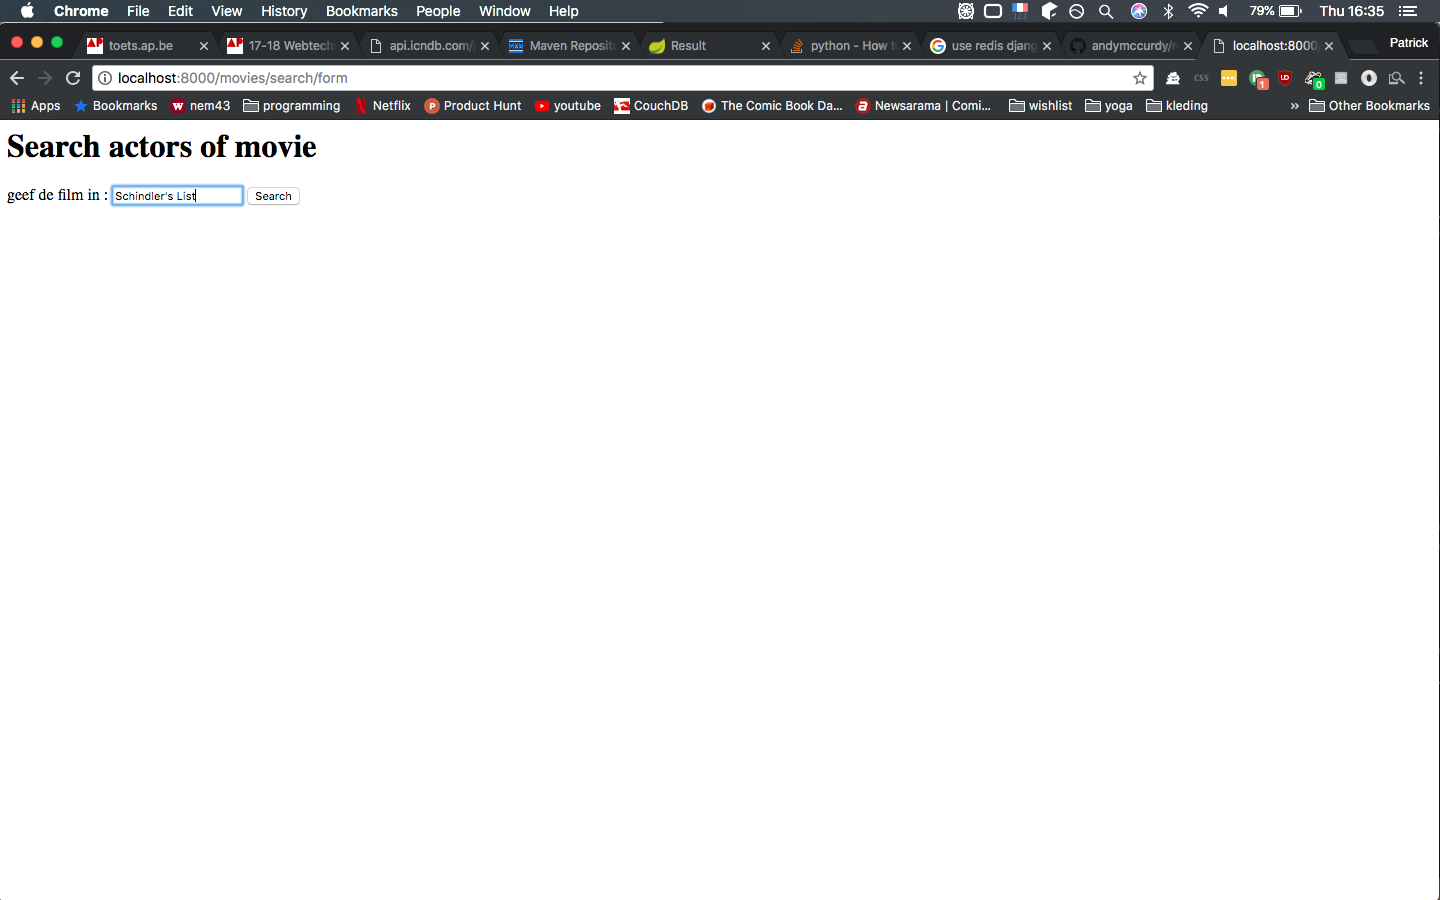 Chrome File Edit View History Bookmarks People Window Help 79% Thu 16:35
toets.ap.be 17-18 Webtech api.icndb.com/ Maven Reposit Result python - How t use redis djang andymccurdy/r localhost:8000 Patrick
localhost:8000/movies/search/form
Apps Bookmarks nem43 programming Netflix Product Hunt youtube CouchDB The Comic Book Da... Newsarama | Comi... wishlist yoga kleding » Other Bookmarks
Search actors of movie
geef de film in : Schindler's List Search